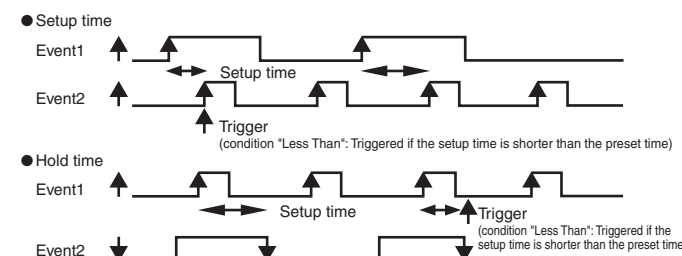 ● Setup time
Event1
Setup time
Event2
Trigger
(condition "Less Than": Triggered if the setup time is shorter than the preset time)
● Hold time
Event1
Setup time
Trigger
(condition "Less Than": Triggered if the
setup time is shorter than the preset time
Event2